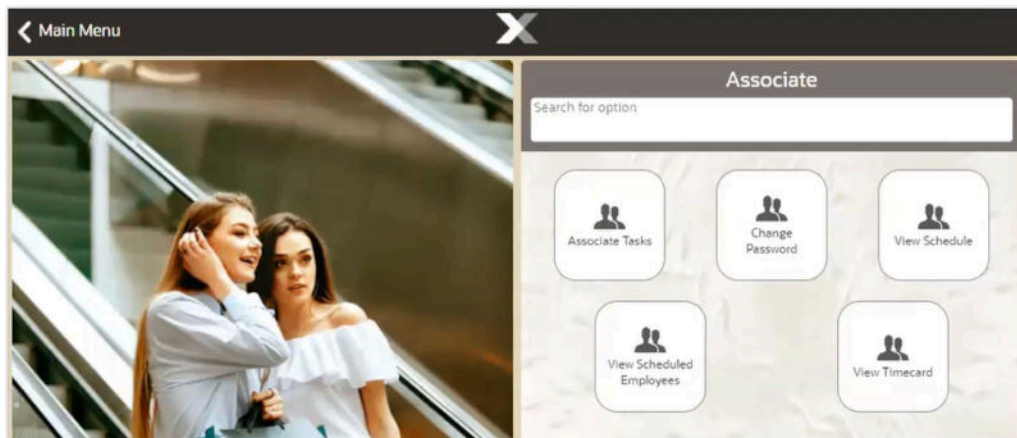 Main Menu
Associate
Search for option
Associate Tasks
Change
Password
View Schedule
View Scheduled
Employees
View Timecard